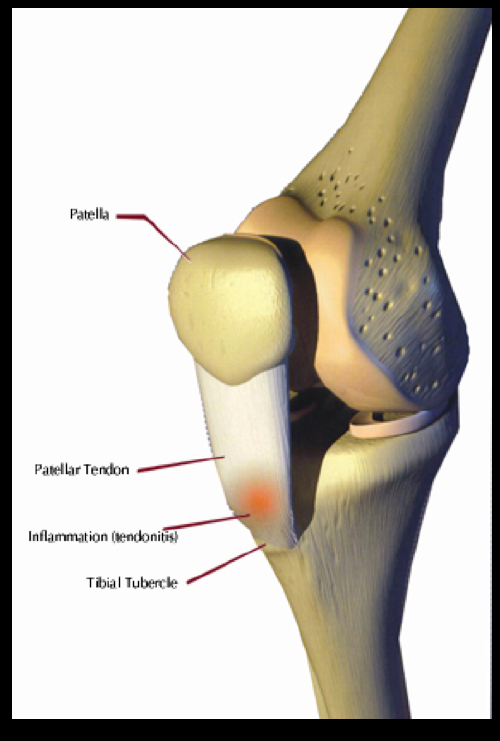 Patella
Patellar Tendon
Inflammation (tendonitis)
Tibial Tubercle